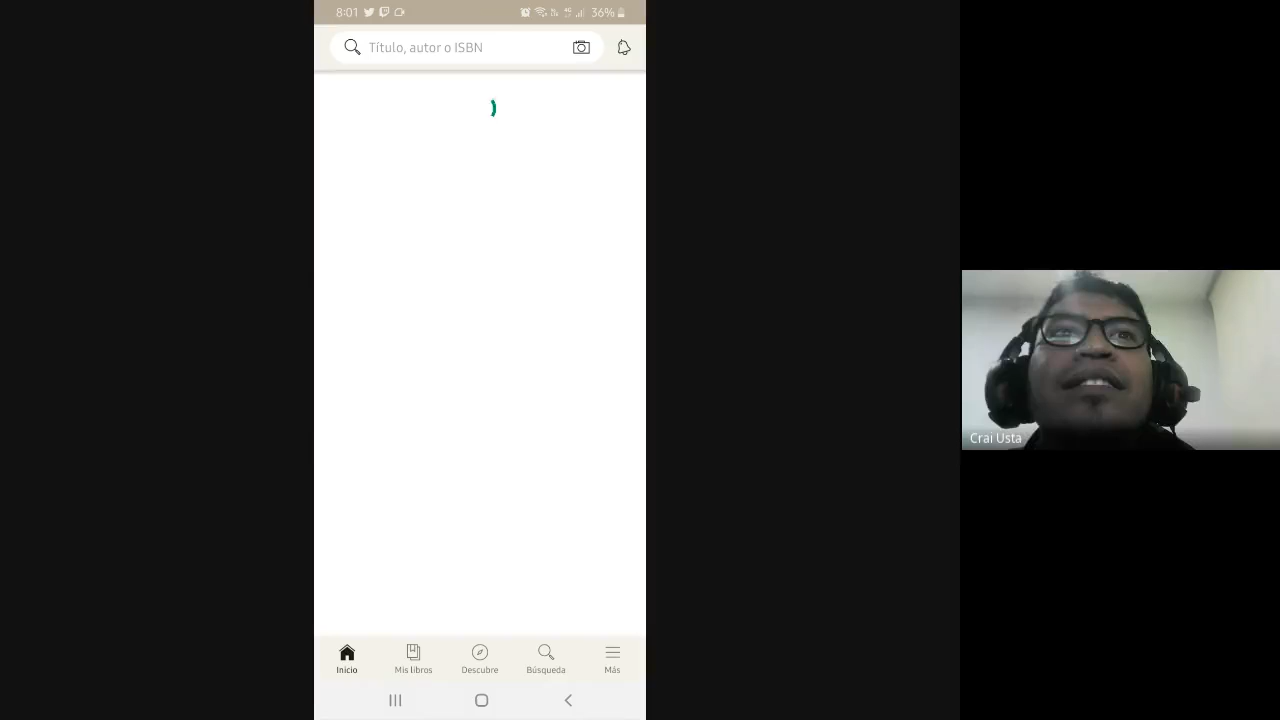 8:01
36%
Título, autor o ISBN
Crai Usta
Inicio
Mis libros
Descubre
Búsqueda
Más